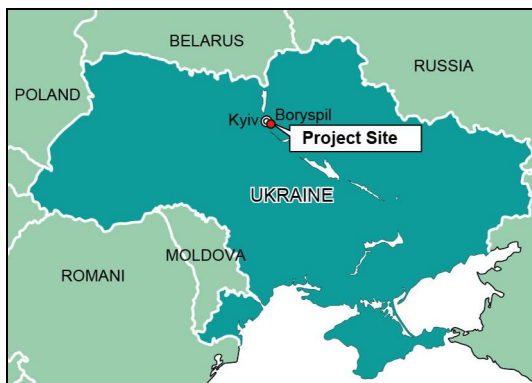 BELARUS
RUSSIA
POLAND
Kyiv Boryspil
Project Site
UKRAINE
MOLDOVA
ROMANI